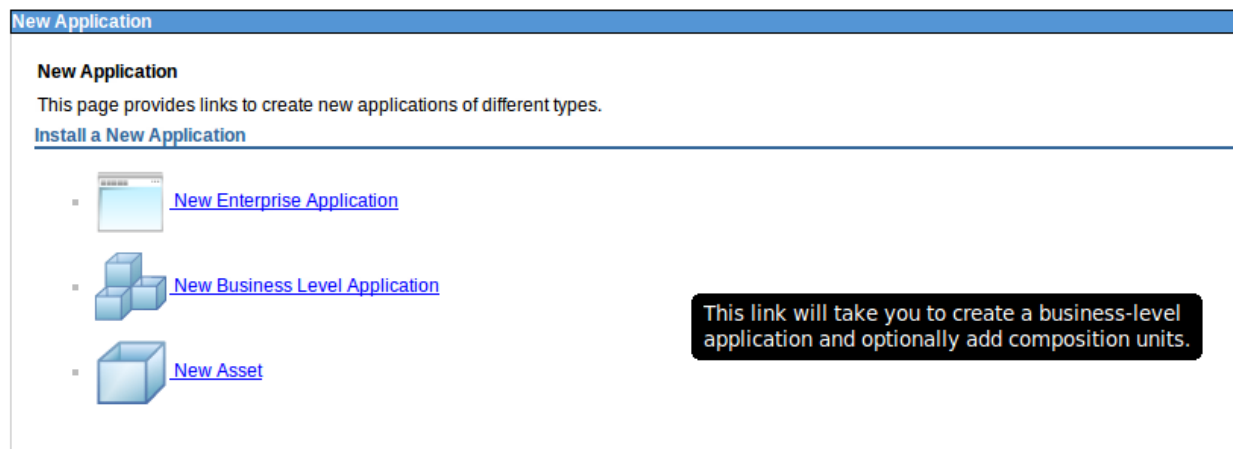 New Application
New Application
This page provides links to create new applications of different types.
Install a New Application
New Enterprise Application
New Business Level Application
This link will take you to create a business-level
application and optionally add composition units.
New Asset